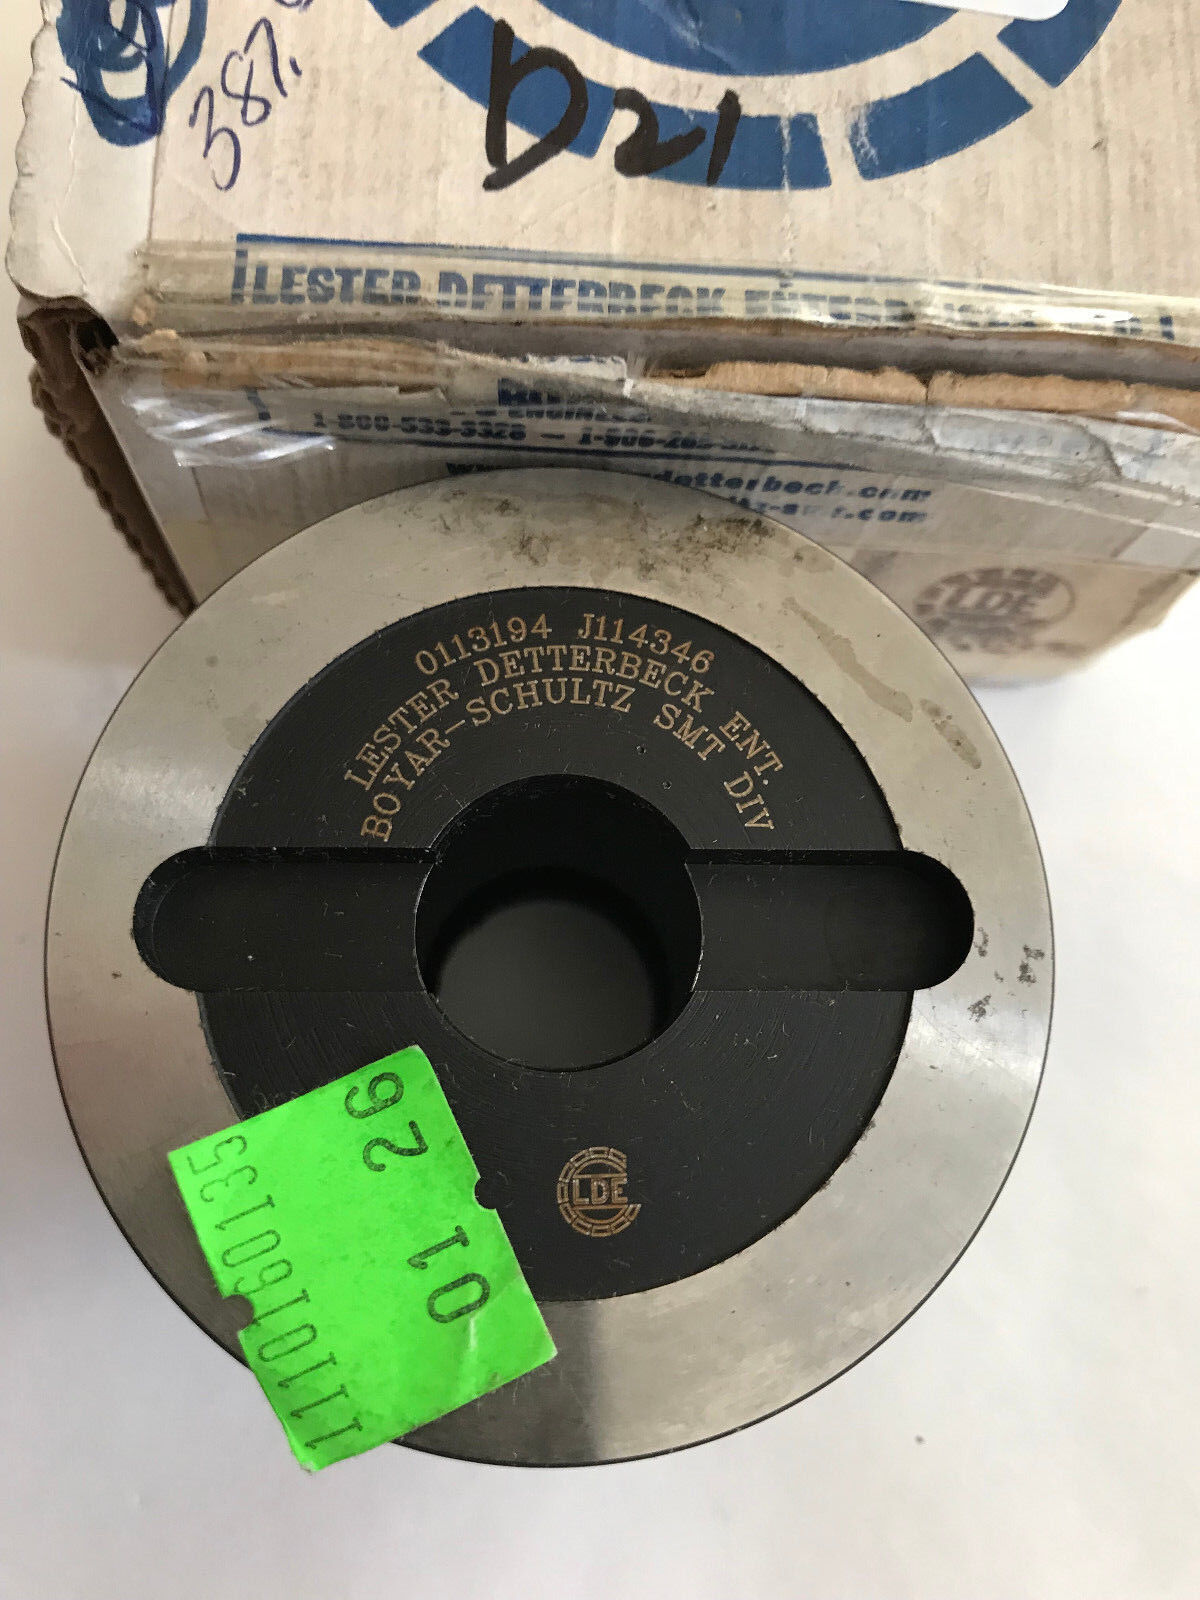 387.
D21
LESTER DETTERBECK
1-800-533-3328
detterbeck.com
LDE
0113194 J114346
LESTER DETTERBECK ENT.
BOYAR-SCHULTZ SMT DIV
LDE
26
01
1110160135